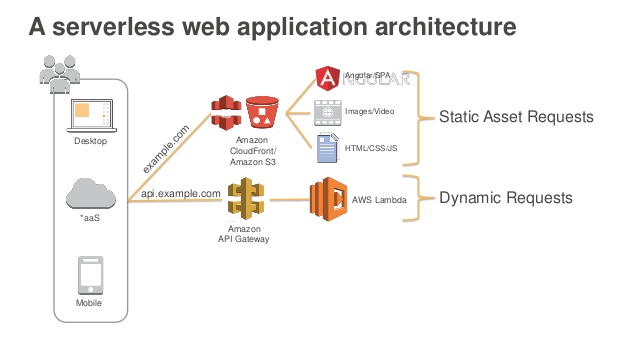 A serverless web application architecture
Desktop
*aaS
Mobile
example.com
api.example.com
Amazon
CloudFront/
Amazon S3
Amazon
API Gateway
ANGULAR
Angular/SPA
Images/Video
HTML/CSS/JS
AWS Lambda
Static Asset Requests
Dynamic Requests